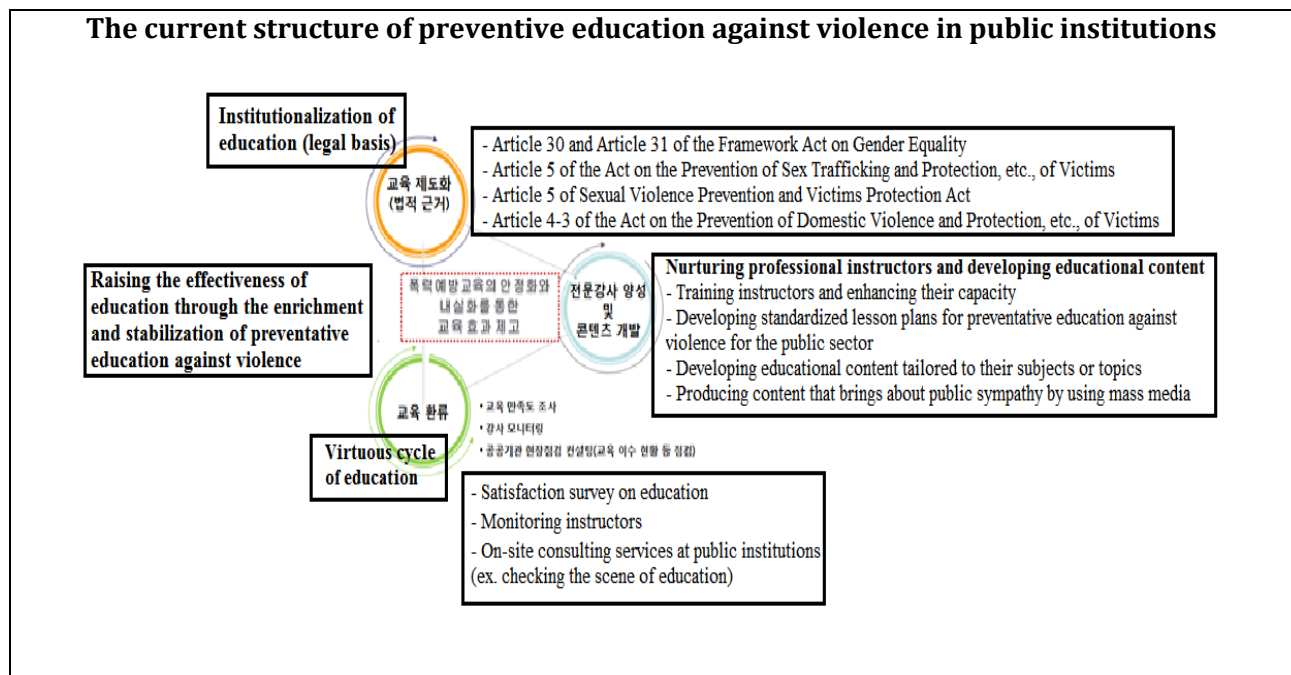 The current structure of preventive education against violence in public institutions
Institutionalization of
education (legal basis)
교육 제도화
(법적 근거)
- Article 30 and Article 31 of the Framework Act on Gender Equality
- Article 5 of the Act on the Prevention of Sex Trafficking and Protection, etc., of Victims
- Article 5 of Sexual Violence Prevention and Victims Protection Act
- Article 4-3 of the Act on the Prevention of Domestic Violence and Protection, etc., of Victims
Raising the effectiveness of
education through the enrichment
and stabilization of preventative
education against violence
폭력예방교육의 안정화와
내실화를 통한
교육 효과 제고
전문강사 양성
및
콘텐츠 개발
Nurturing professional instructors and developing educational content
- Training instructors and enhancing their capacity
- Developing standardized lesson plans for preventative education against
violence for the public sector
- Developing educational content tailored to their subjects or topics
- Producing content that brings about public sympathy by using mass media
교육 환류
• 교육 만족도 조사
• 강사 모니터링
• 공공기관 현장점검 컨설팅(교육 이수 현황 등 점검)
Virtuous cycle
of education
- Satisfaction survey on education
- Monitoring instructors
- On-site consulting services at public institutions
(ex. checking the scene of education)